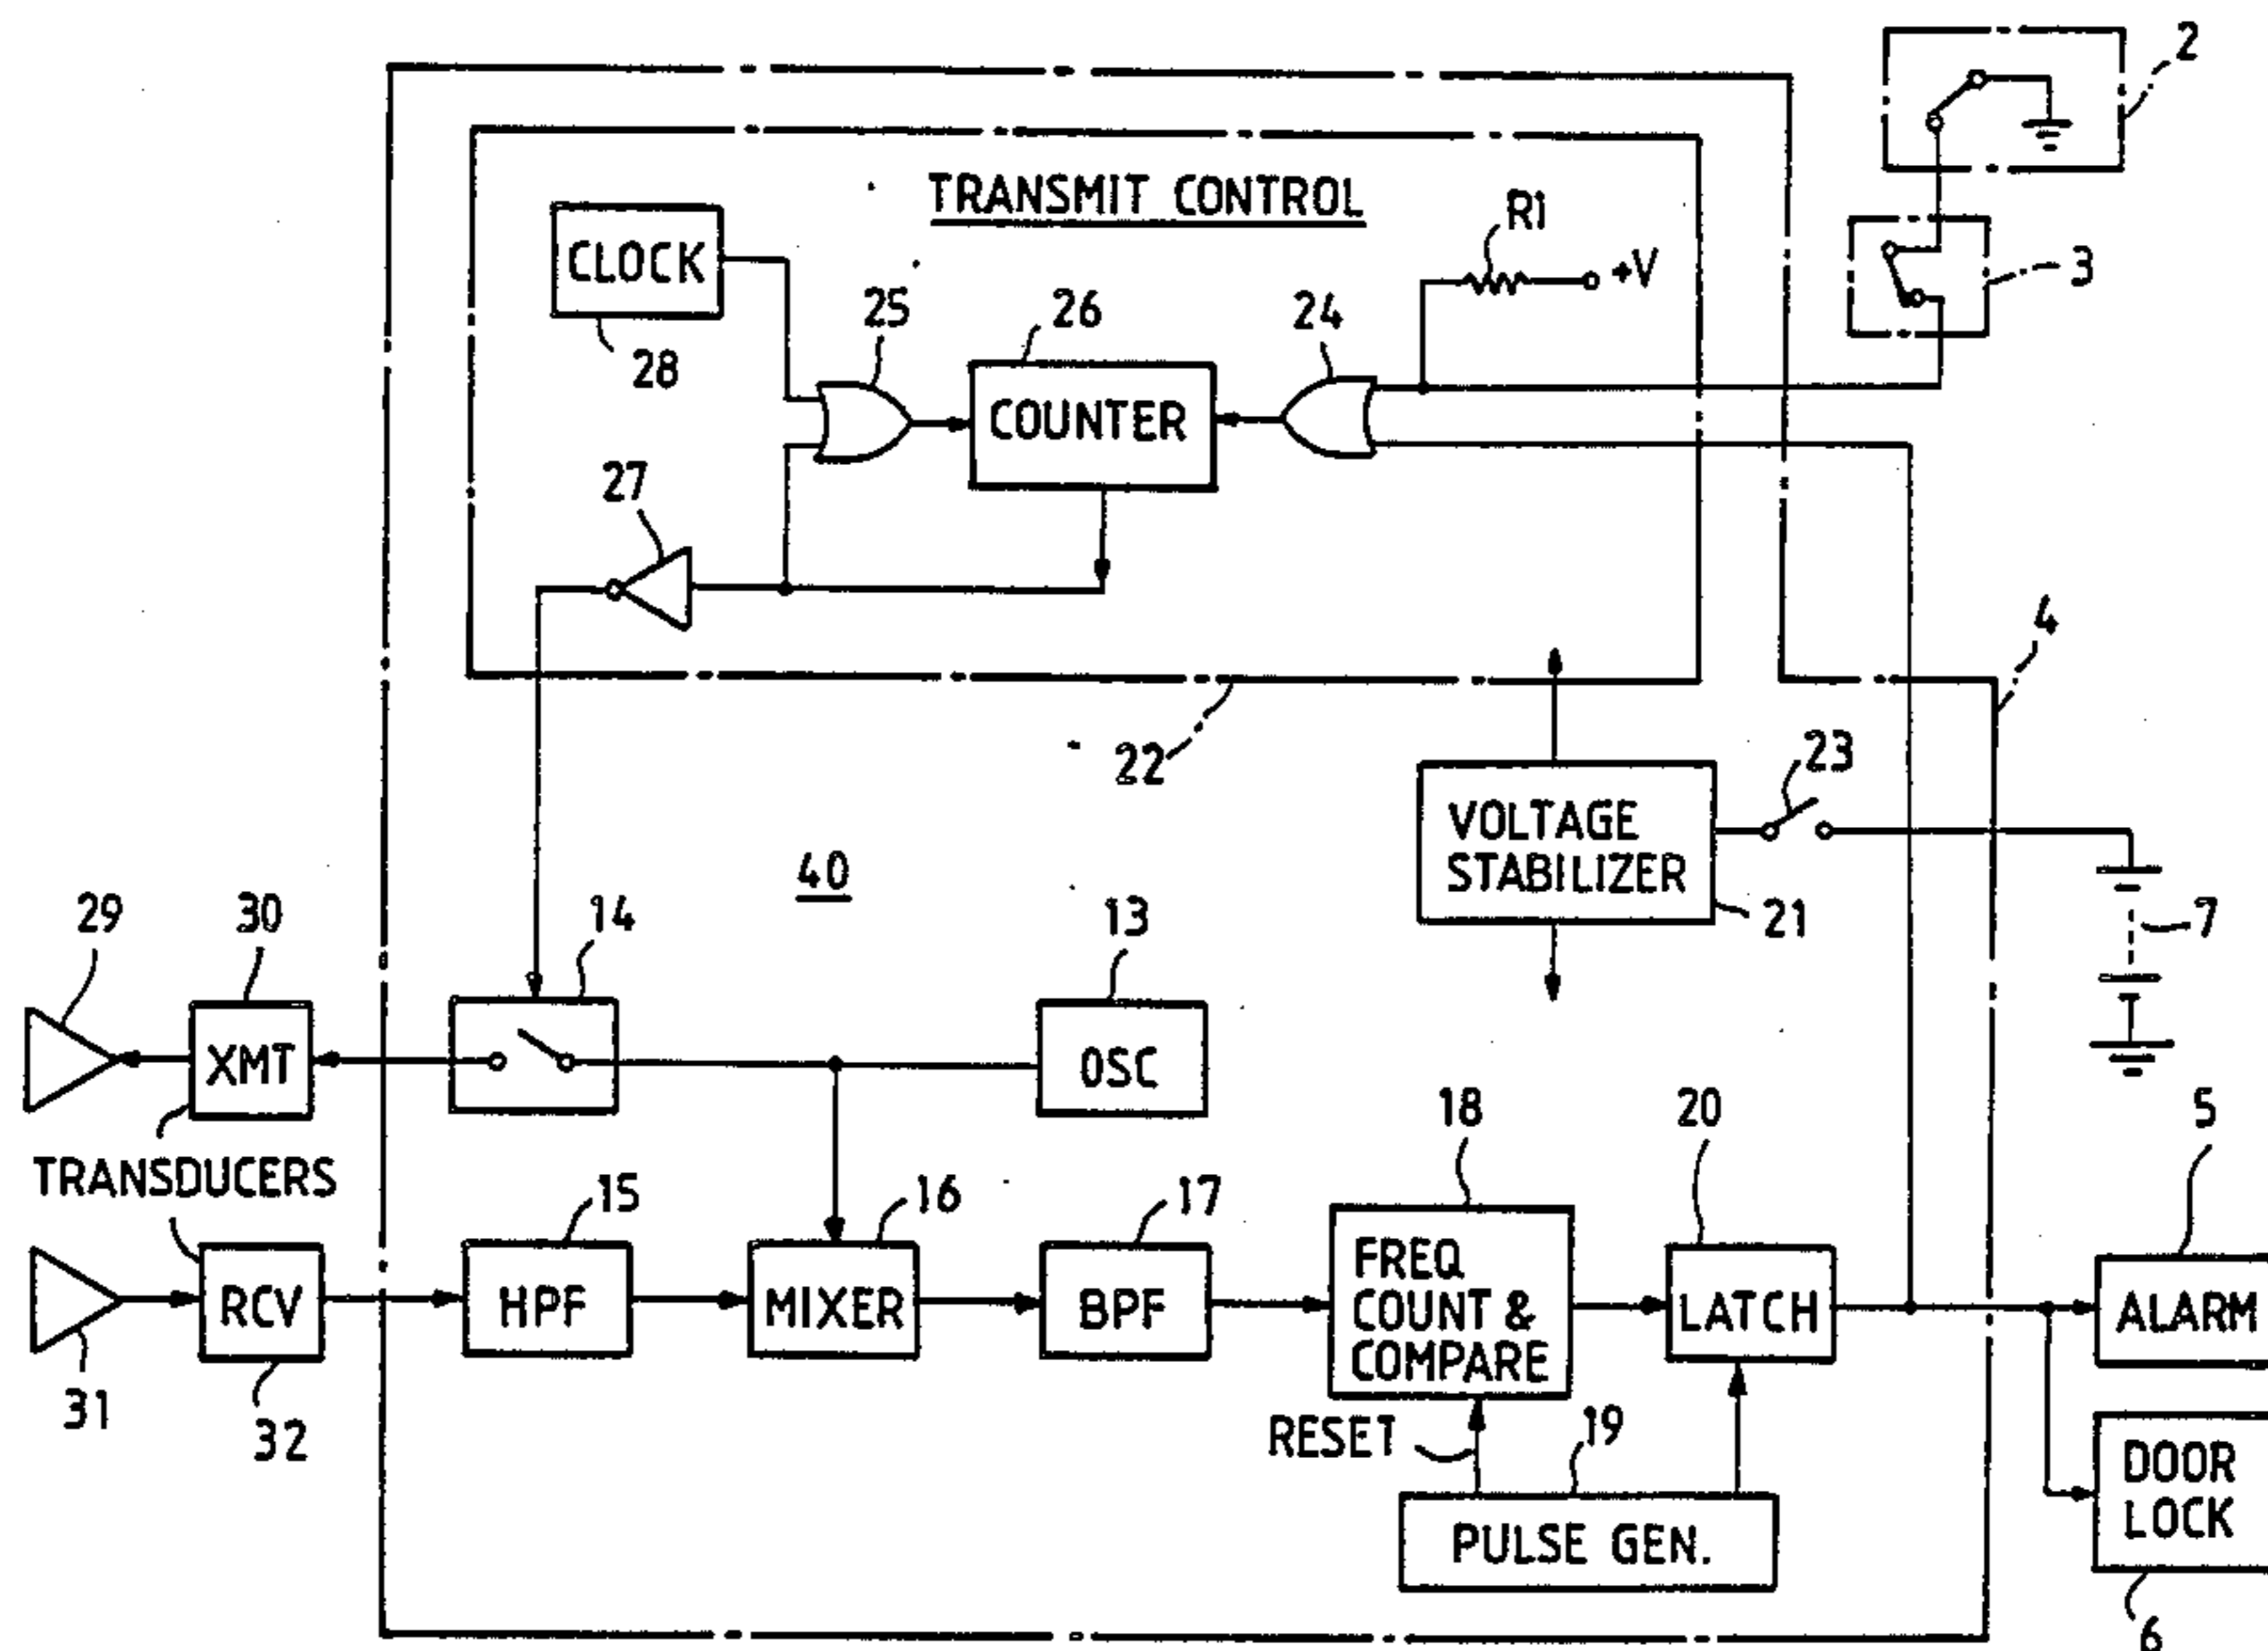 2
TRANSMIT CONTROL
R1
CLOCK
+V
3
25
26
24
28
COUNTER
27
4
22
23
VOLTAGE
STABILIZER
40
21
7
29
30
14
13
XMT
OSC
18
20
5
TRANSDUCERS
15
16
17
RCV
HPF
MIXER
BPF
FREQ
COUNT &
COMPARE
LATCH
ALARM
31
32
RESET
19
PULSE GEN.
DOOR
LOCK
6